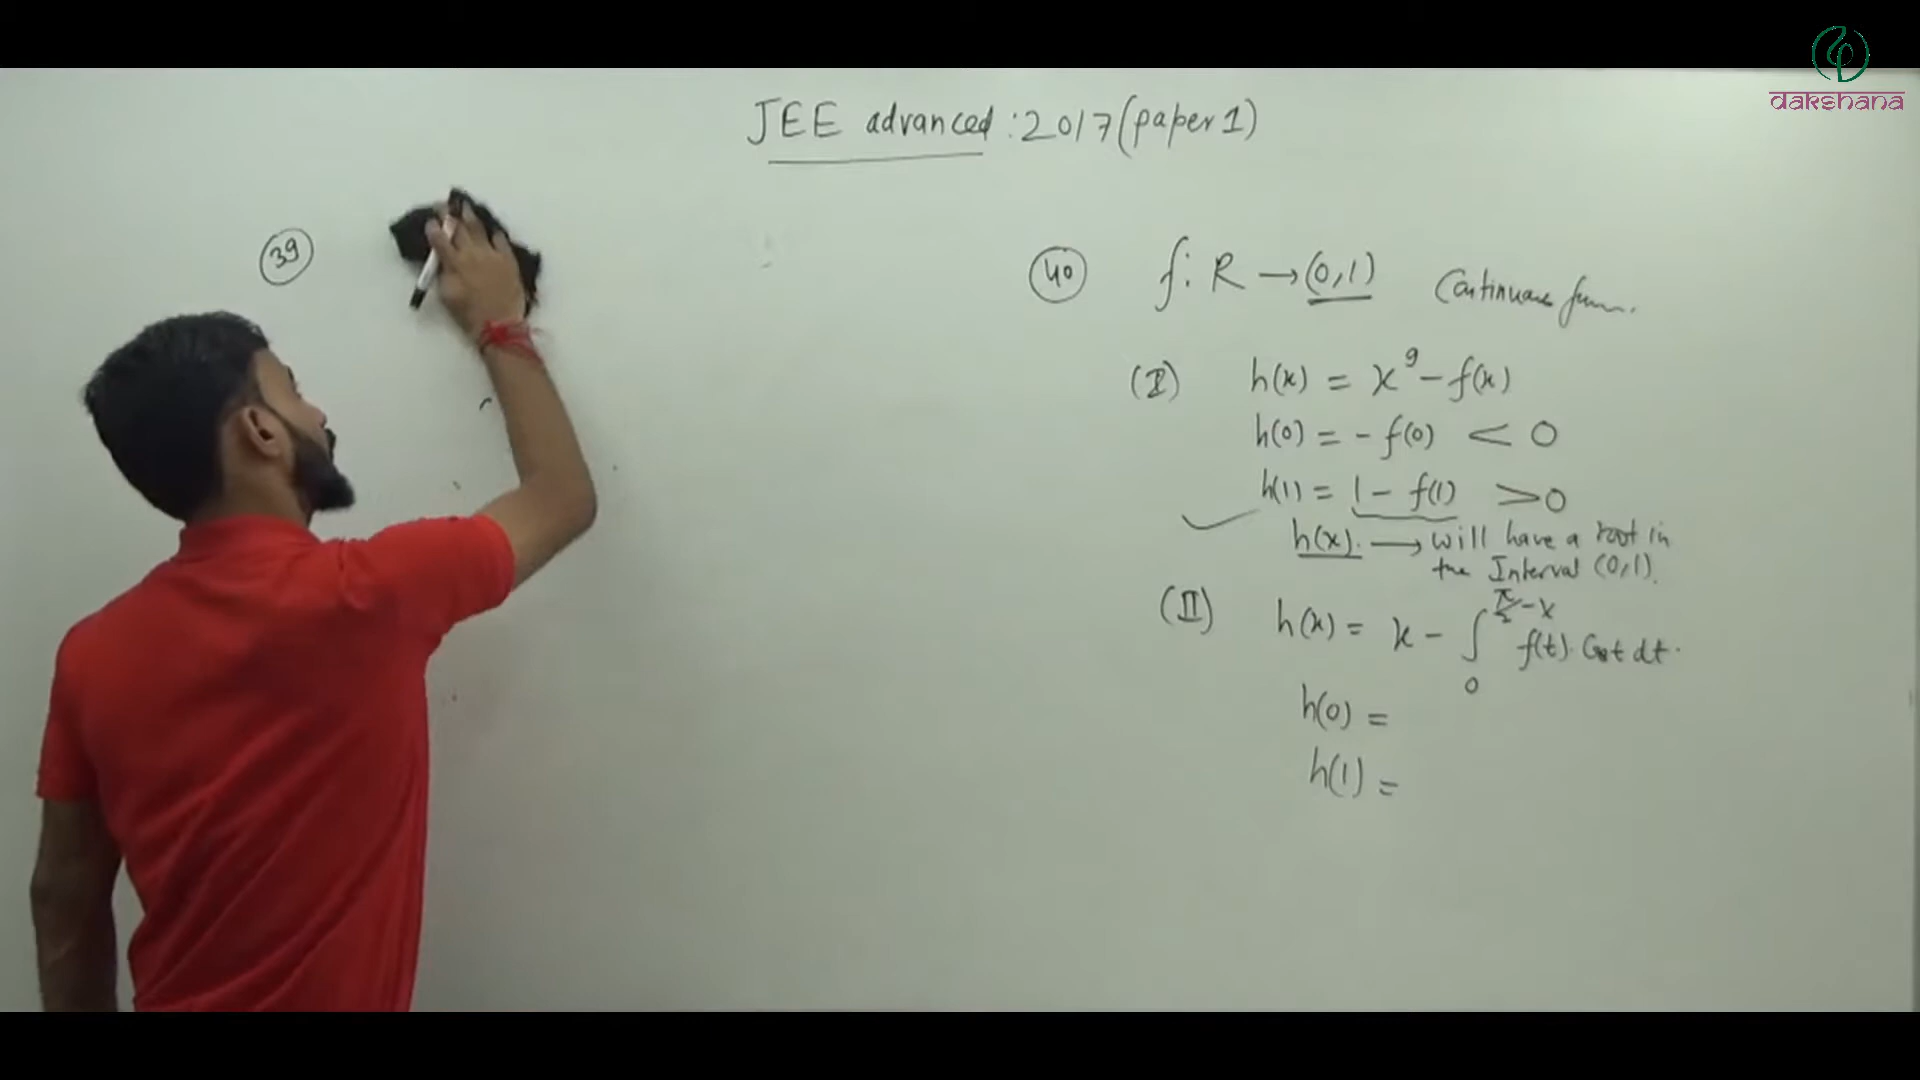 dakshana
JEE advanced : 2017 (paper 1)
39
40 f: R → (0,1) Continuous fun.
(I) h(x) = x⁹ - f(x)
h(0) = - f(0) < 0
h(1) = 1 - f(1) > 0
h(x). → will have a root in
the Interval (0,1).
(II) h(x) = x - ∫₀^(π/2 - x) f(t). Cost dt.
h(0) =
h(1) =